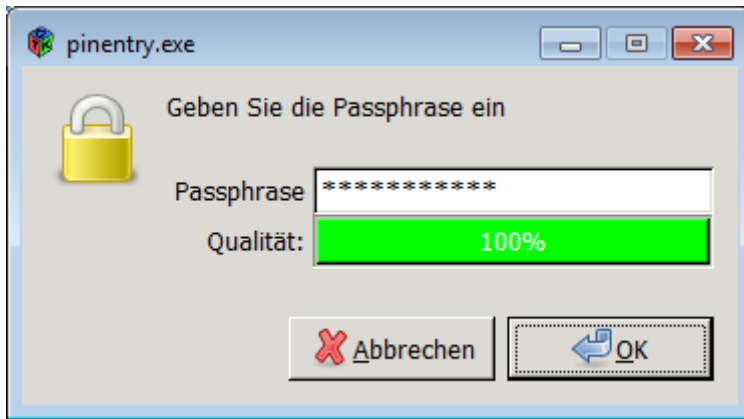 pinentry.exe
Geben Sie die Passphrase ein
Passphrase ***********
Qualität: 100%
Abbrechen OK